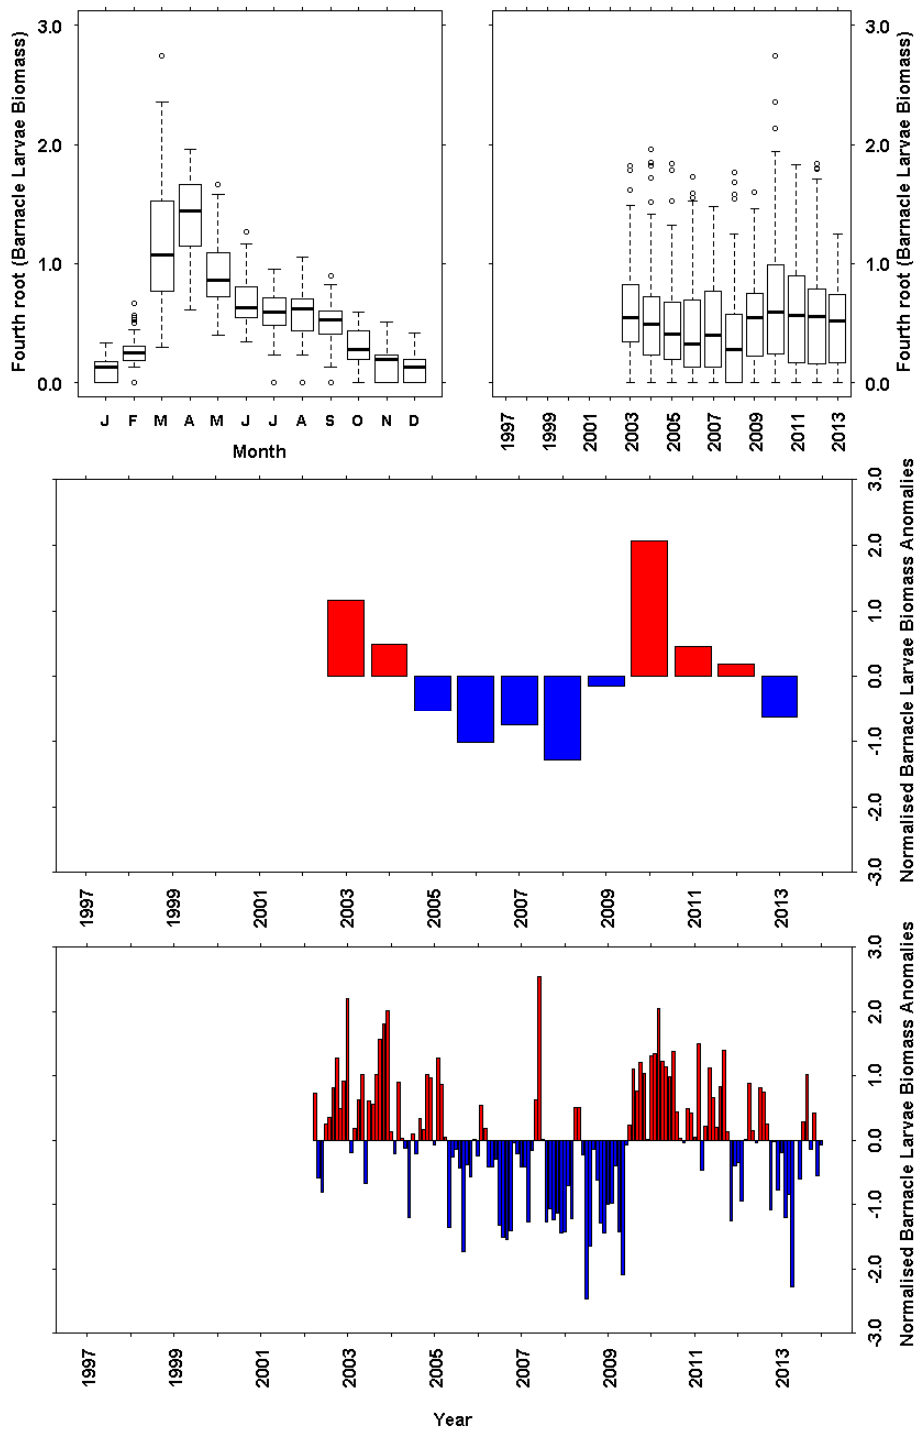 Fourth root (Barnacle Larvae Biomass)
3.0
2.0
1.0
0.0
J F M A M J J A S O N D
Month
3.0
2.0
1.0
0.0
Fourth root (Barnacle Larvae Biomass)
1997 1999 2001 2003 2005 2007 2009 2011 2013
3.0
2.0
1.0
0.0
-1.0
-2.0
-3.0
Normalised Barnacle Larvae Biomass Anomalies
1997 1999 2001 2003 2005 2007 2009 2011 2013
3.0
2.0
1.0
0.0
-1.0
-2.0
-3.0
Normalised Barnacle Larvae Biomass Anomalies
1997 1999 2001 2003 2005 2007 2009 2011 2013
Year